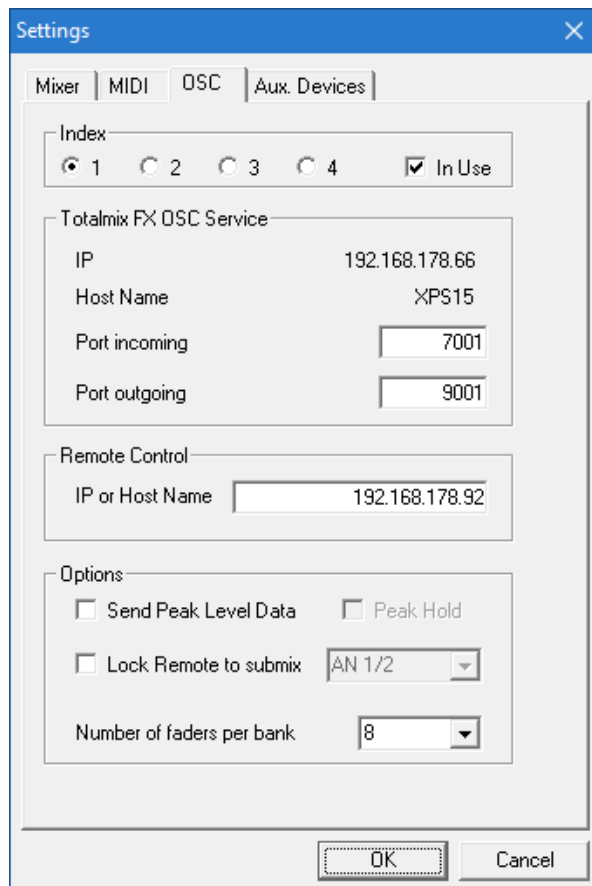 Settings
Mixer MIDI OSC Aux. Devices
Index
1 2 3 4 In Use
Totalmix FX OSC Service
IP 192.168.178.66
Host Name XPS15
Port incoming 7001
Port outgoing 9001
Remote Control
IP or Host Name 192.168.178.92
Options
Send Peak Level Data Peak Hold
Lock Remote to submix AN 1/2
Number of faders per bank 8
OK Cancel